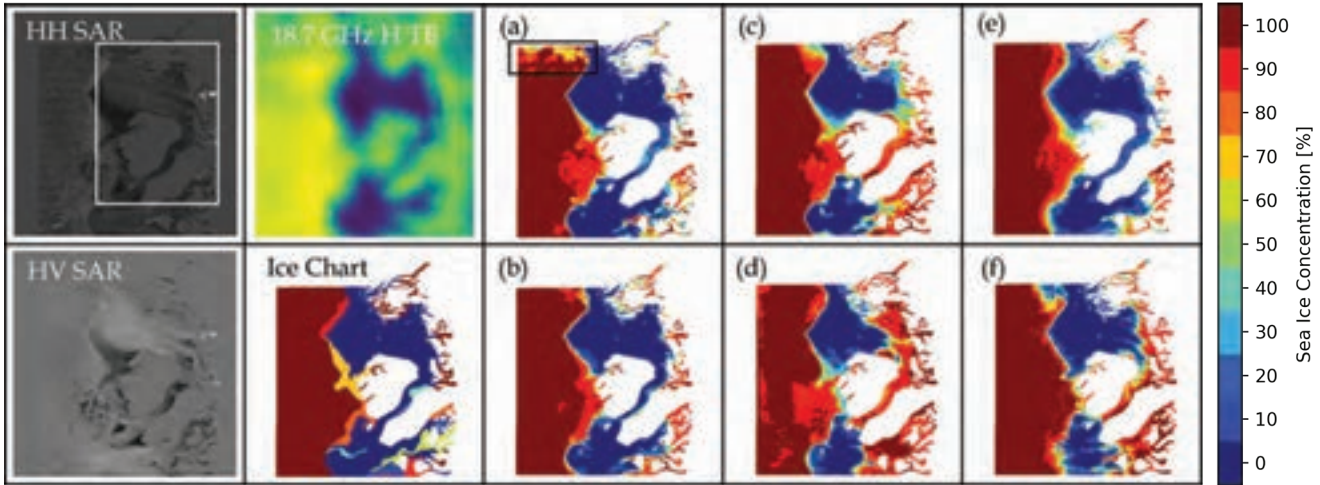 HH SAR
18.7 GHz H TB
(a)
(c)
(e)
HV SAR
Ice Chart
(b)
(d)
(f)
100
90
80
70
60
50
40
30
20
10
0
Sea Ice Concentration [%]